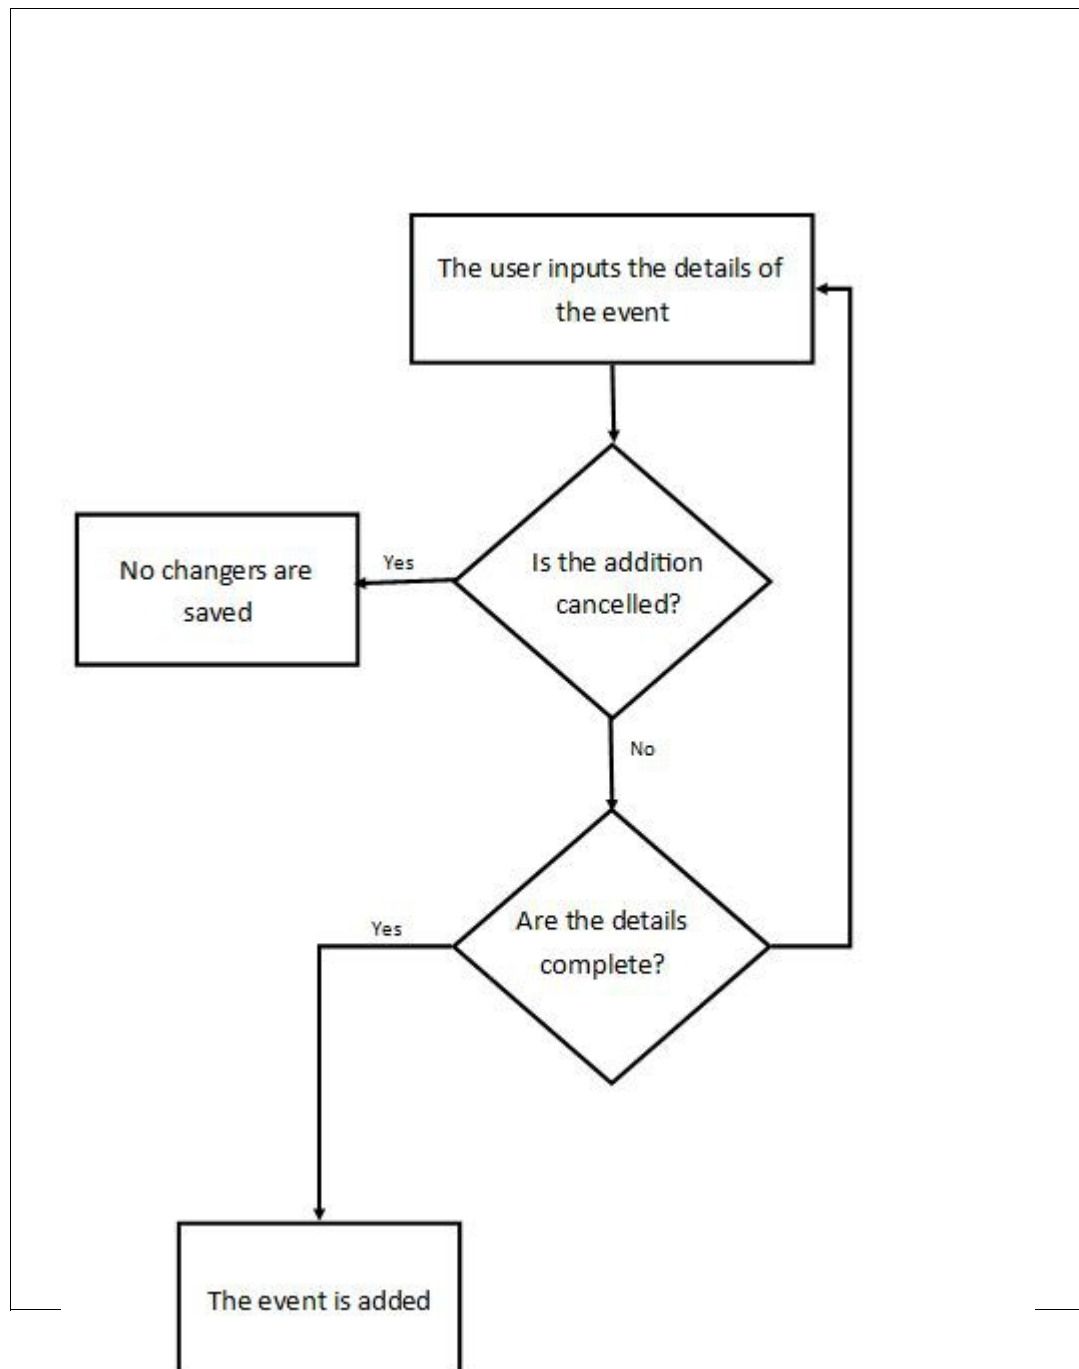 The user inputs the details of
the event
Is the addition
cancelled?
Yes
No changers are
saved
No
Are the details
complete?
Yes
The event is added